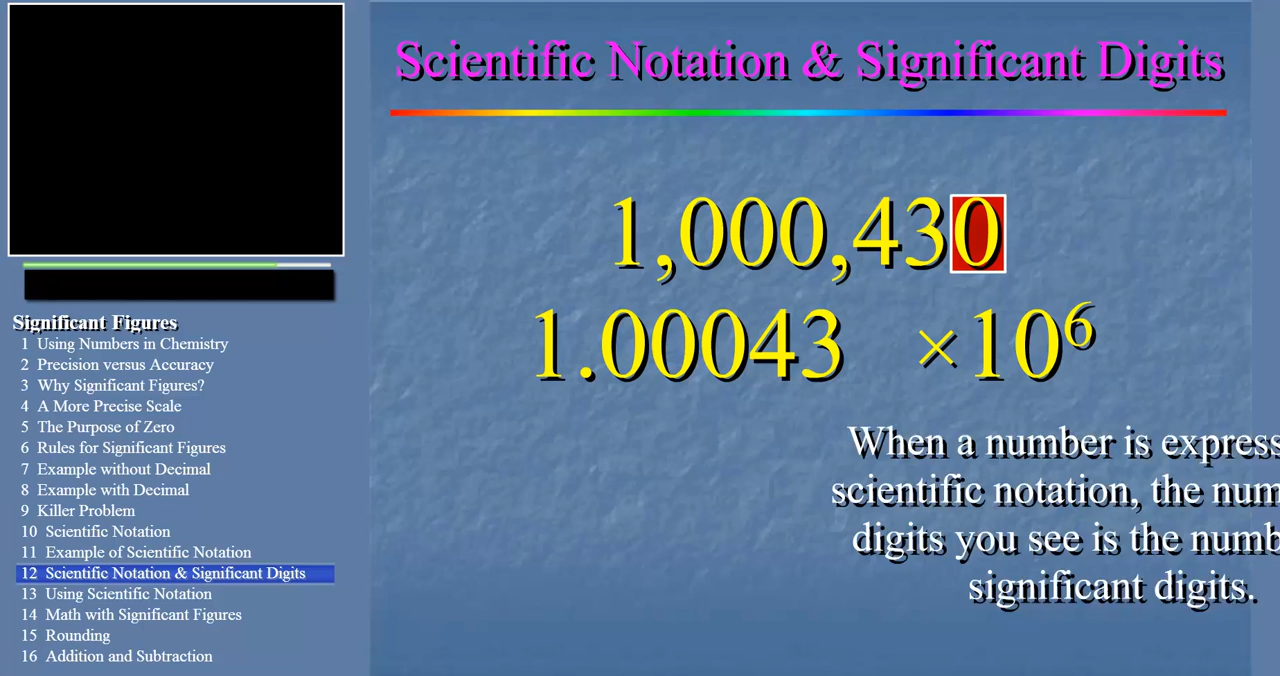 Scientific Notation & Significant Digits
1,000,430
1.00043 ×10⁶
When a number is express
scientific notation, the num
digits you see is the numb
significant digits.
Significant Figures
1 Using Numbers in Chemistry
2 Precision versus Accuracy
3 Why Significant Figures?
4 A More Precise Scale
5 The Purpose of Zero
6 Rules for Significant Figures
7 Example without Decimal
8 Example with Decimal
9 Killer Problem
10 Scientific Notation
11 Example of Scientific Notation
12 Scientific Notation & Significant Digits
13 Using Scientific Notation
14 Math with Significant Figures
15 Rounding
16 Addition and Subtraction